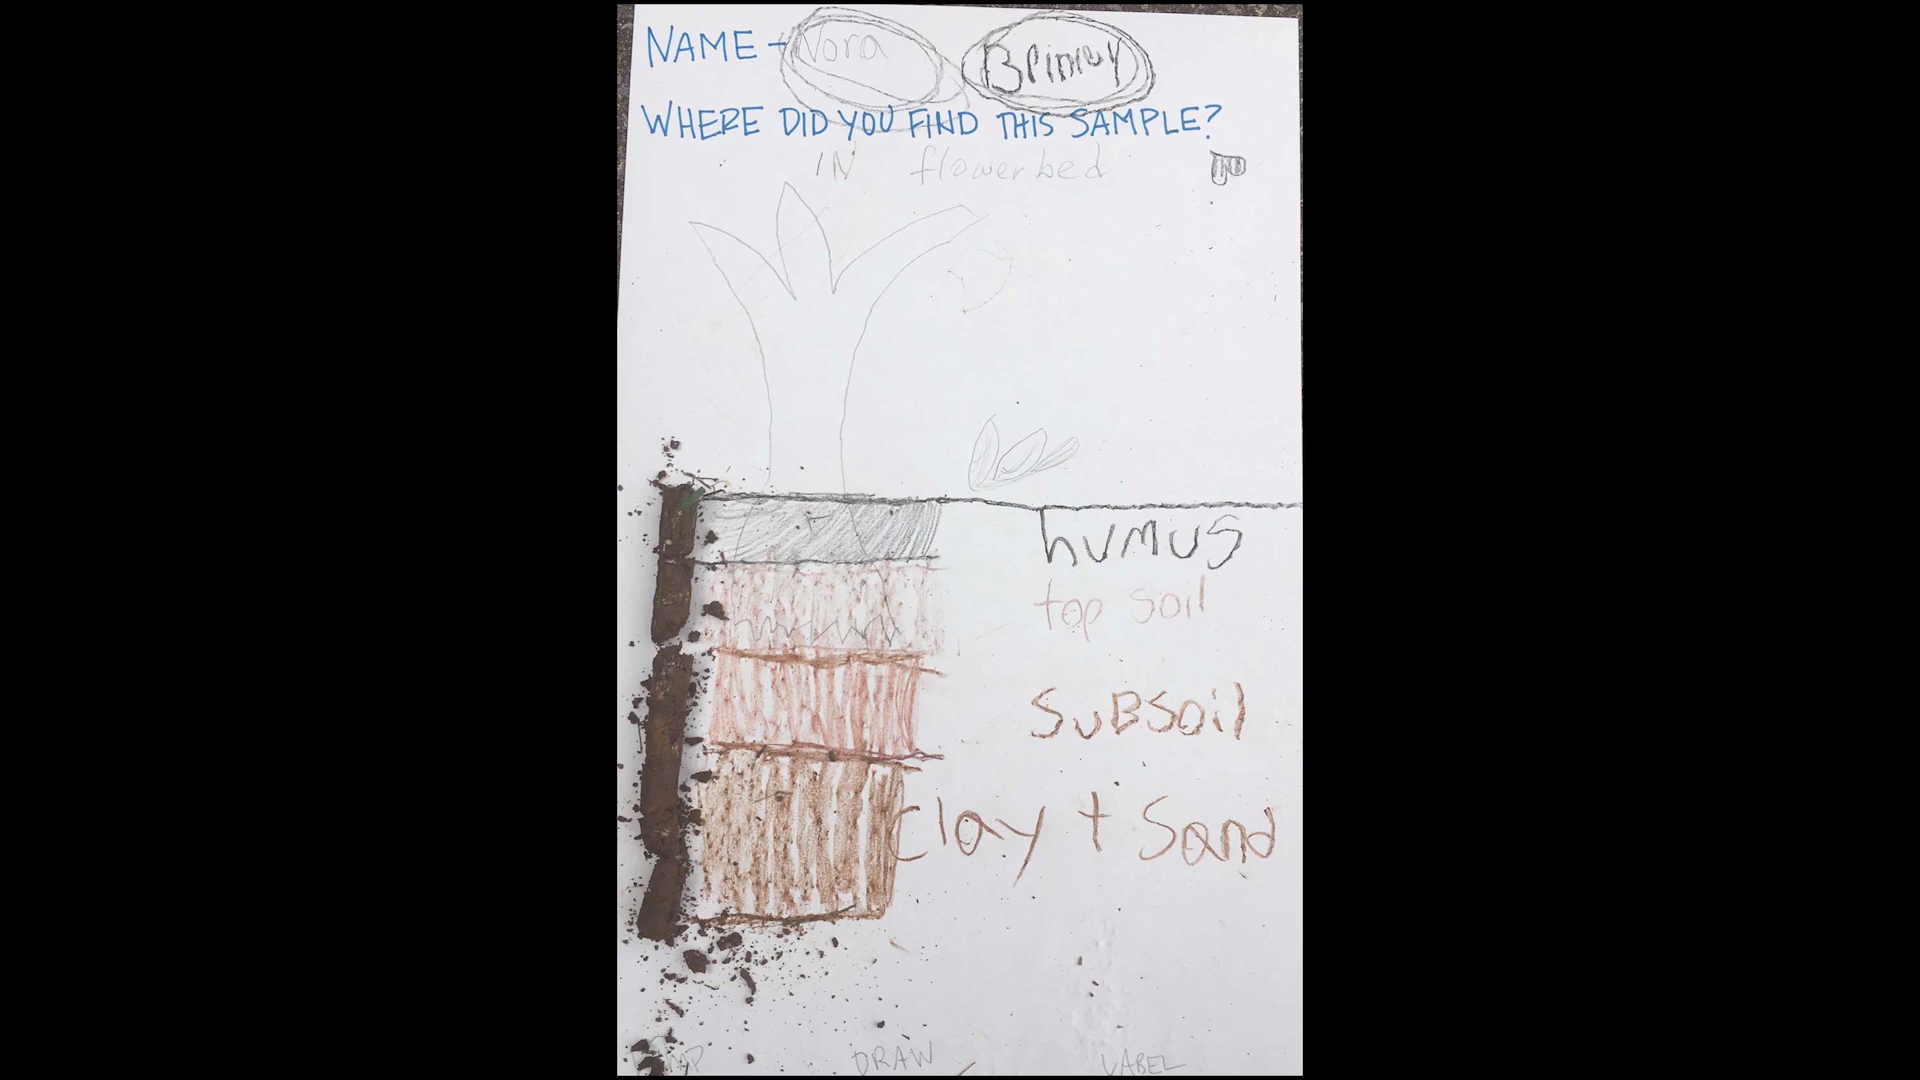 NAME - Nora Brinny
WHERE DID YOU FIND THIS SAMPLE?
IN flowerbed
humus
top soil
SUBSOil
clay + Sand
DRAW LABEL